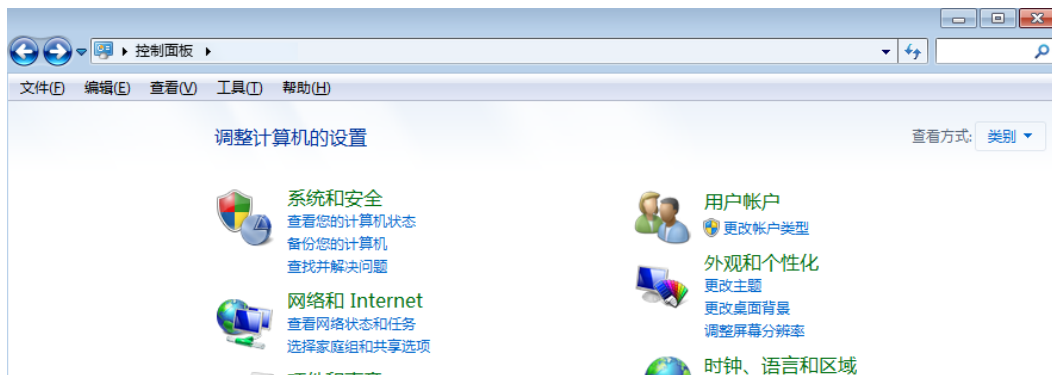 控制面板
文件(F) 编辑(E) 查看(V) 工具(T) 帮助(H)
调整计算机的设置
查看方式: 类别
系统和安全
查看您的计算机状态
备份您的计算机
查找并解决问题
网络和 Internet
查看网络状态和任务
选择家庭组和共享选项
用户帐户
更改帐户类型
外观和个性化
更改主题
更改桌面背景
调整屏幕分辨率
时钟、语言和区域